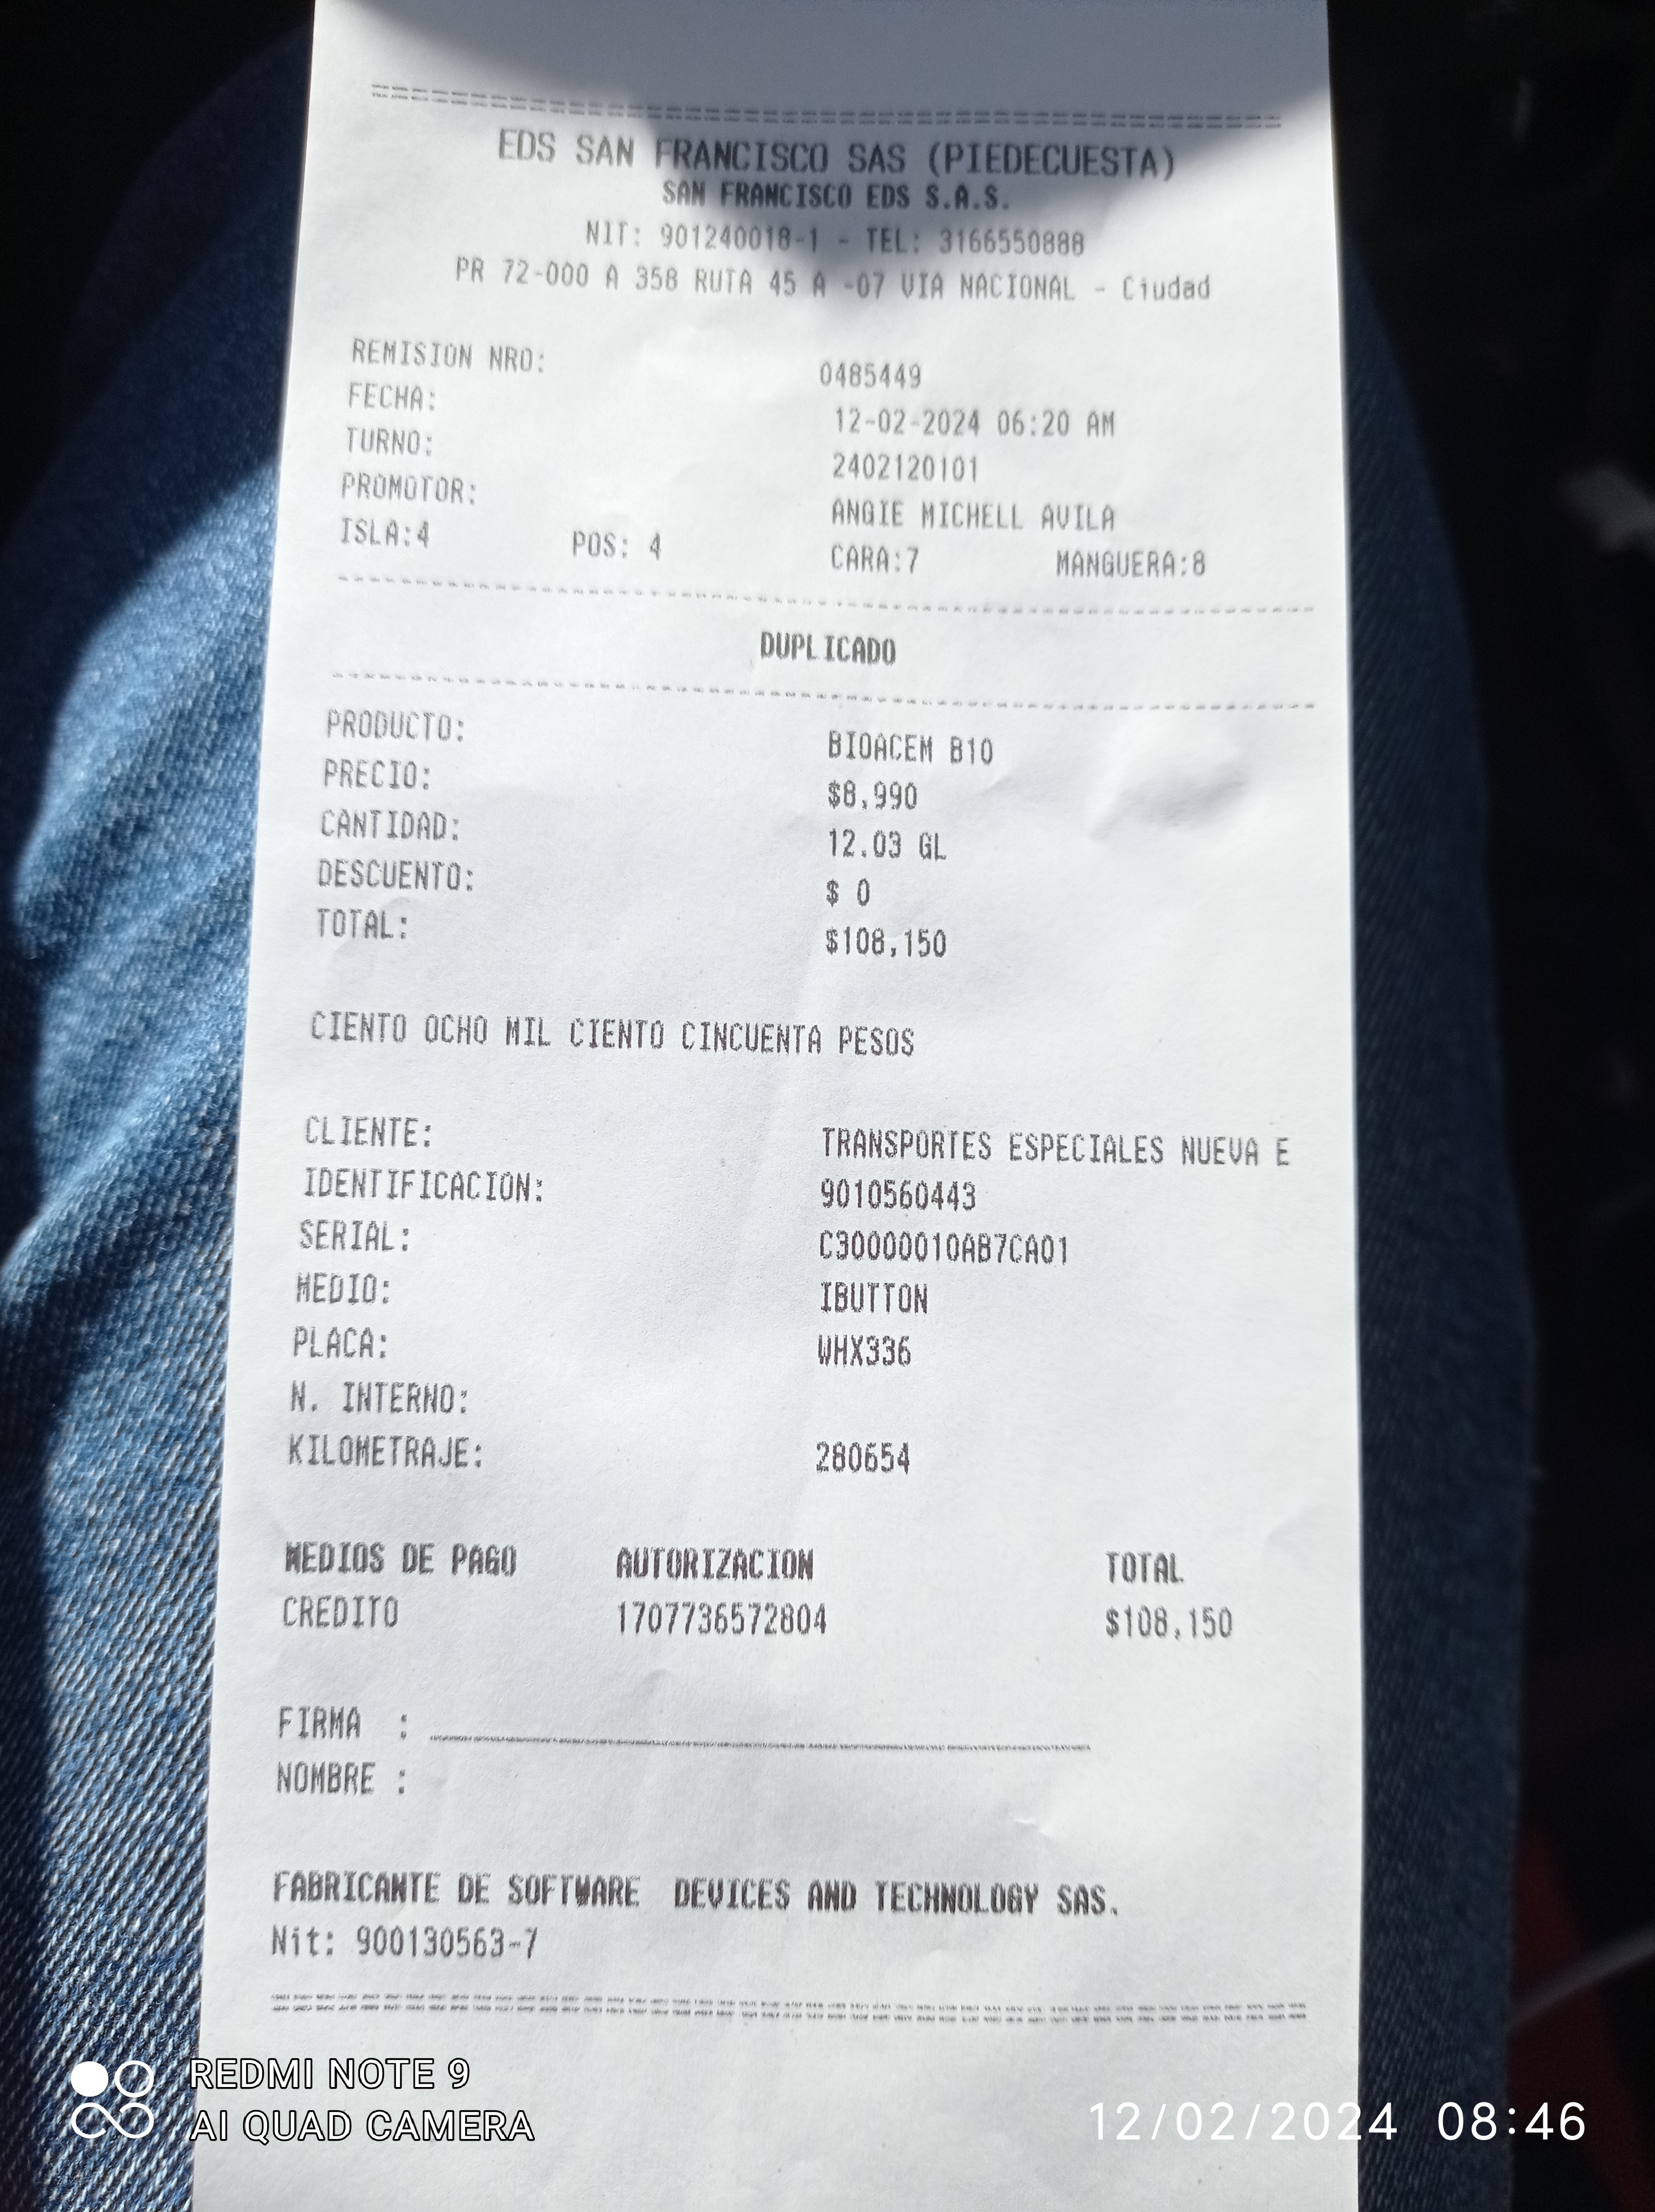 EDS SAN FRANCISCO SAS (PIEDECUESTA)
SAN FRANCISCO EDS S.A.S.
NIT: 901240018-1 - TEL: 3166550888
PR 72-000 A 358 RUTA 45 A -07 VIA NACIONAL - Ciudad
REMISION NRO: 0485449
FECHA: 12-02-2024 06:20 AM
TURNO: 2402120101
PROMOTOR: ANGIE MICHELL AVILA
ISLA:4 POS: 4 CARA:7 MANGUERA:8
DUPLICADO
PRODUCTO: BIOACEM B10
PRECIO: $8,990
CANTIDAD: 12.03 GL
DESCUENTO: $ 0
TOTAL: $108,150
CIENTO OCHO MIL CIENTO CINCUENTA PESOS
CLIENTE: TRANSPORTES ESPECIALES NUEVA E
IDENTIFICACION: 9010560443
SERIAL: C30000010AB7CA01
MEDIO: IBUTTON
PLACA: WHX336
N. INTERNO:
KILOMETRAJE: 280654
MEDIOS DE PAGO AUTORIZACION TOTAL
CREDITO 1707736572804 $108,150
FIRMA :
NOMBRE :
FABRICANTE DE SOFTWARE DEVICES AND TECHNOLOGY SAS.
Nit: 900130563-7
REDMI NOTE 9
AI QUAD CAMERA
12/02/2024 08:46